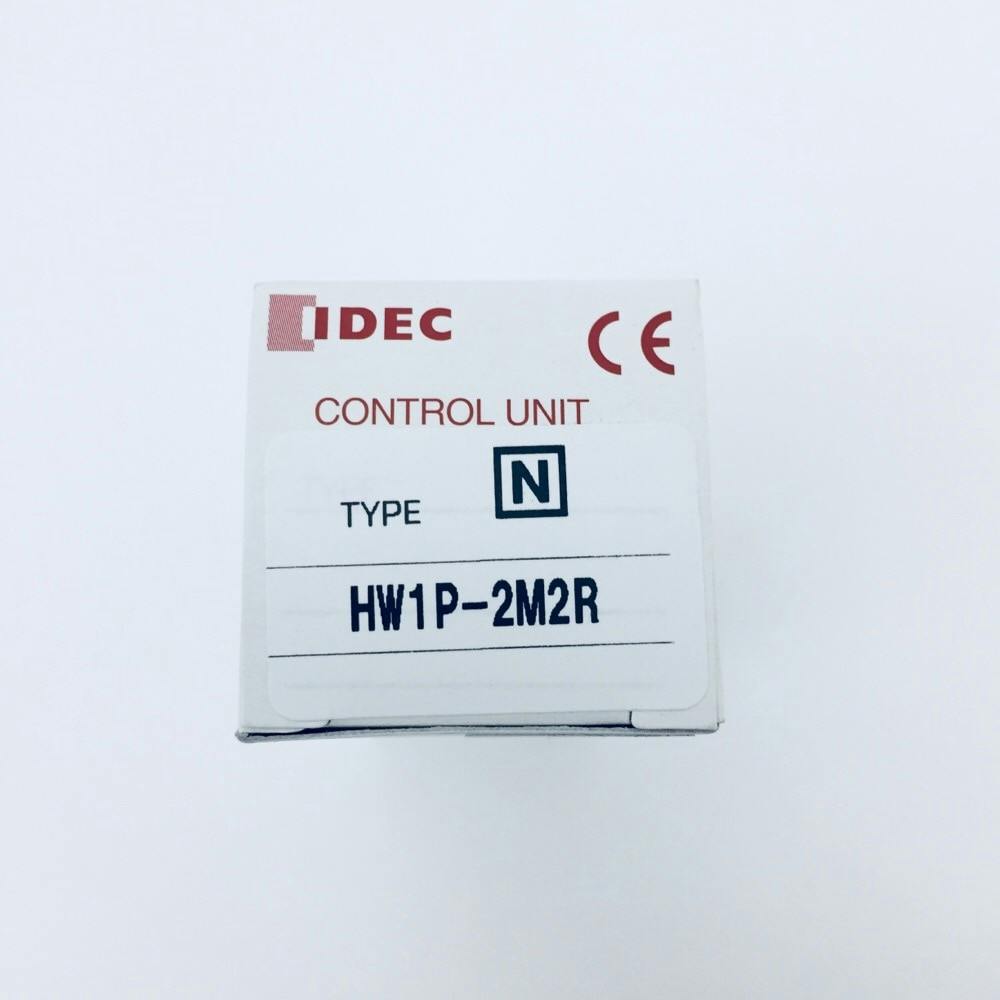 IDEC
CE
CONTROL UNIT
TYPE N
HW1P-2M2R